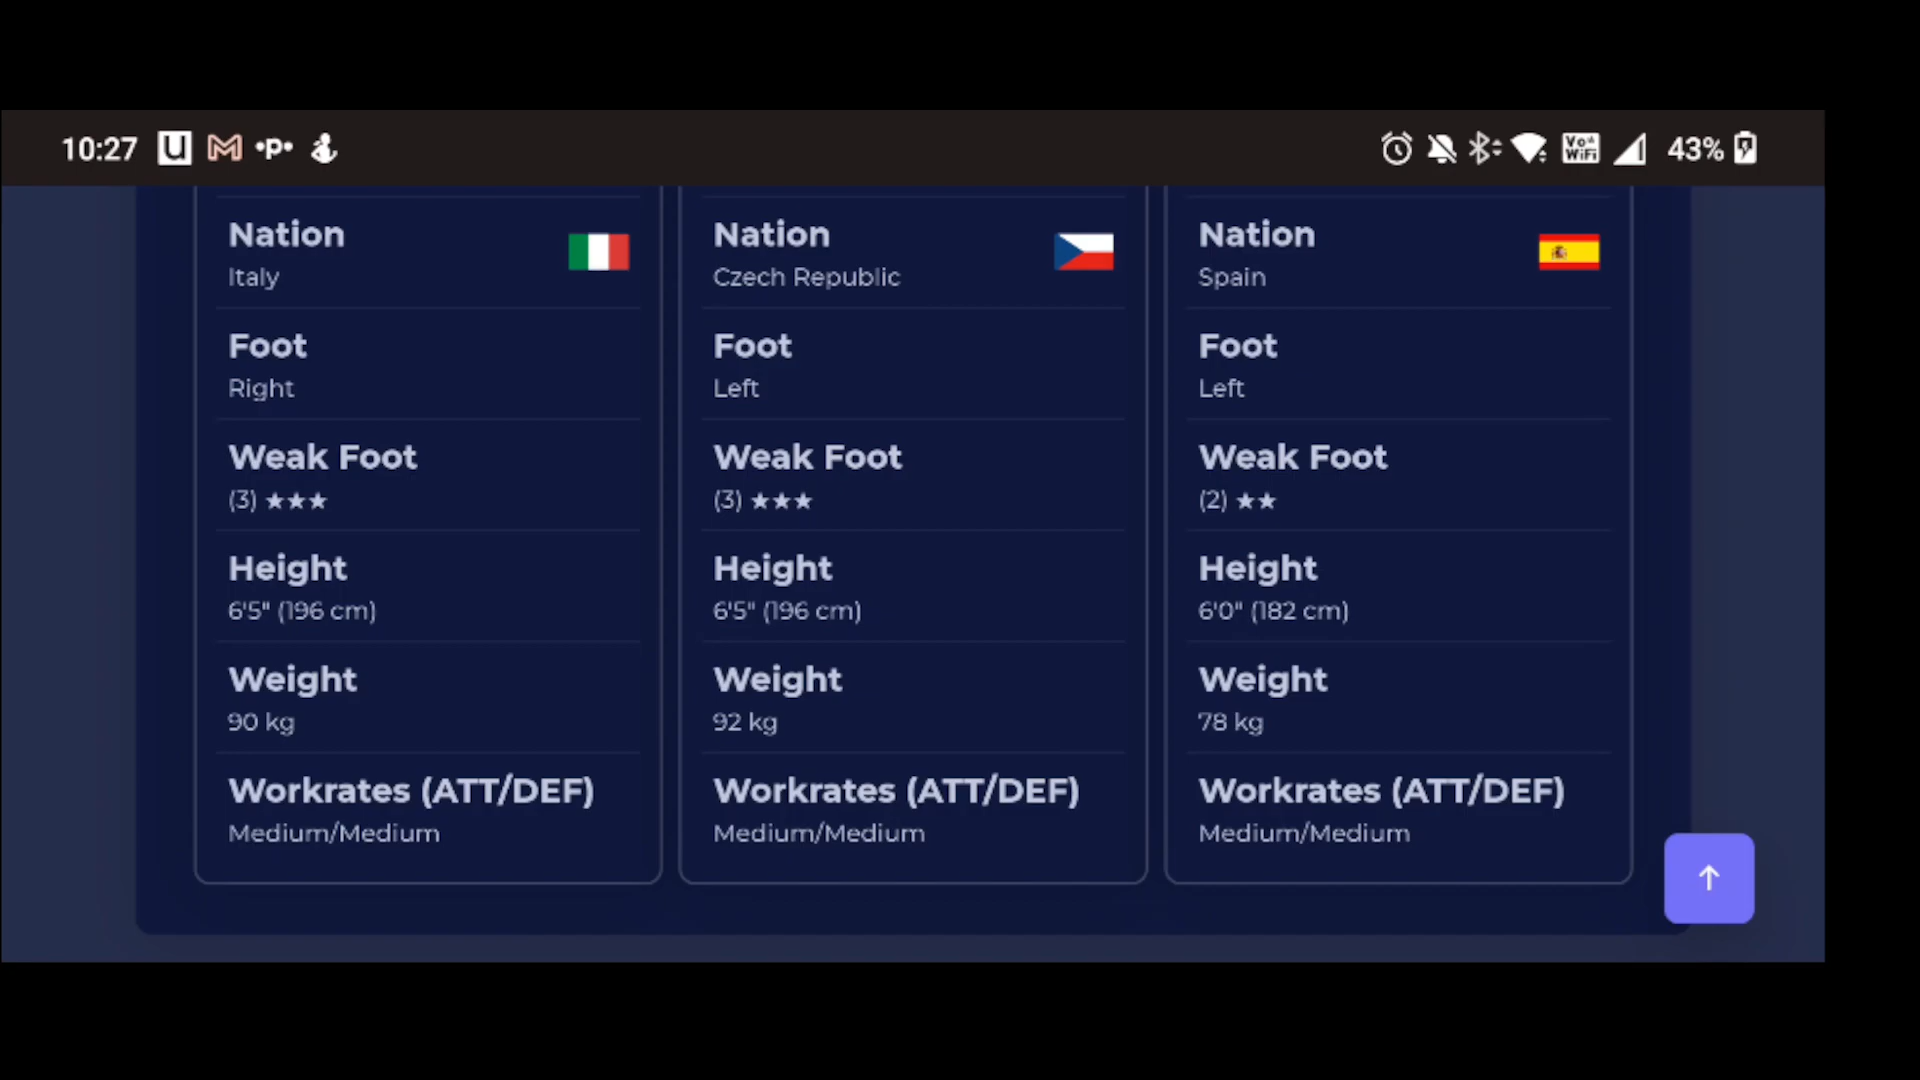 10:27 U M •P• Vo WiFi 43%
Nation
Italy
Foot
Right
Weak Foot
(3) ★★★
Height
6'5" (196 cm)
Weight
90 kg
Workrates (ATT/DEF)
Medium/Medium
Nation
Czech Republic
Foot
Left
Weak Foot
(3) ★★★
Height
6'5" (196 cm)
Weight
92 kg
Workrates (ATT/DEF)
Medium/Medium
Nation
Spain
Foot
Left
Weak Foot
(2) ★★
Height
6'0" (182 cm)
Weight
78 kg
Workrates (ATT/DEF)
Medium/Medium